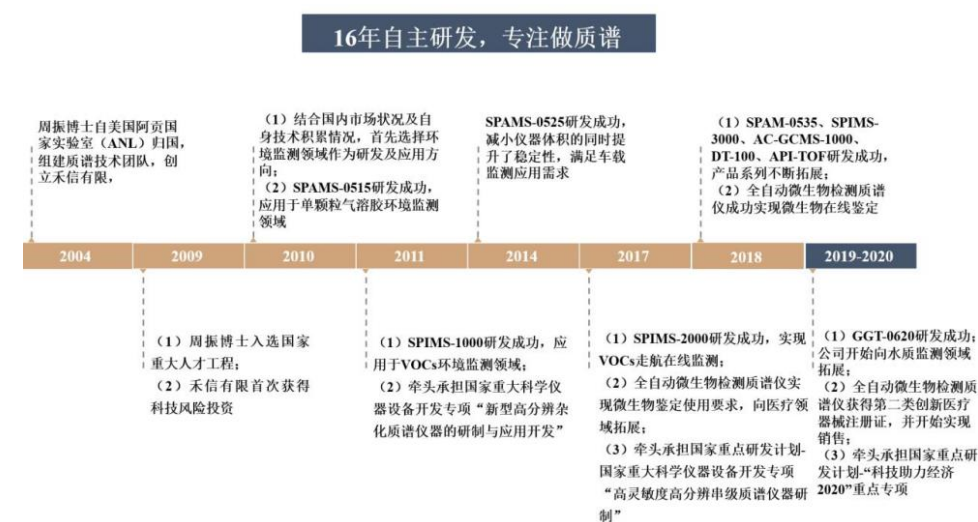 16年自主研发，专注做质谱
周振博士自美国阿贡国
家实验室（ANL）归国，
组建质谱技术团队，创
立禾信有限，
（1）结合国内市场状况及自
身技术积累情况，首先选择环
境监测领域作为研发及应用方
向；
（2）SPAMS-0515研发成功，
应用于单颗粒气溶胶环境监测
领域
SPAMS-0525研发成功，
减小仪器体积的同时提
升了稳定性，满足车载
监测应用需求
（1）SPAM-0535、SPIMS-
3000、AC-GCMS-1000、
DT-100、API-TOF研发成功，
产品系列不断拓展；
（2）全自动微生物检测质谱
仪成功实现微生物在线鉴定
2004 2009 2010 2011 2014 2017 2018 2019-2020
（1）周振博士入选国家
重大人才工程；
（2）禾信有限首次获得
科技风险投资
（1）SPIMS-1000研发成功，应
用于VOCs环境监测领域；
（2）牵头承担国家重大科学仪
器设备开发专项“新型高分辨杂
化质谱仪器的研制与应用开发”
（1）SPIMS-2000研发成功，实现
VOCs走航在线监测；
（2）全自动微生物检测质谱仪实
现微生物鉴定使用要求，向医疗领
域拓展；
（3）牵头承担国家重点研发计划-
国家重大科学仪器设备开发专项
“高灵敏度高分辨串级质谱仪器研
制”
（1）GGT-0620研发成功；
公司开始向水质监测领域
拓展；
（2）全自动微生物检测质
谱仪获得第二类创新医疗
器械注册证，并开始实现
销售；
（3）牵头承担国家重点研
发计划-“科技助力经济
2020”重点专项